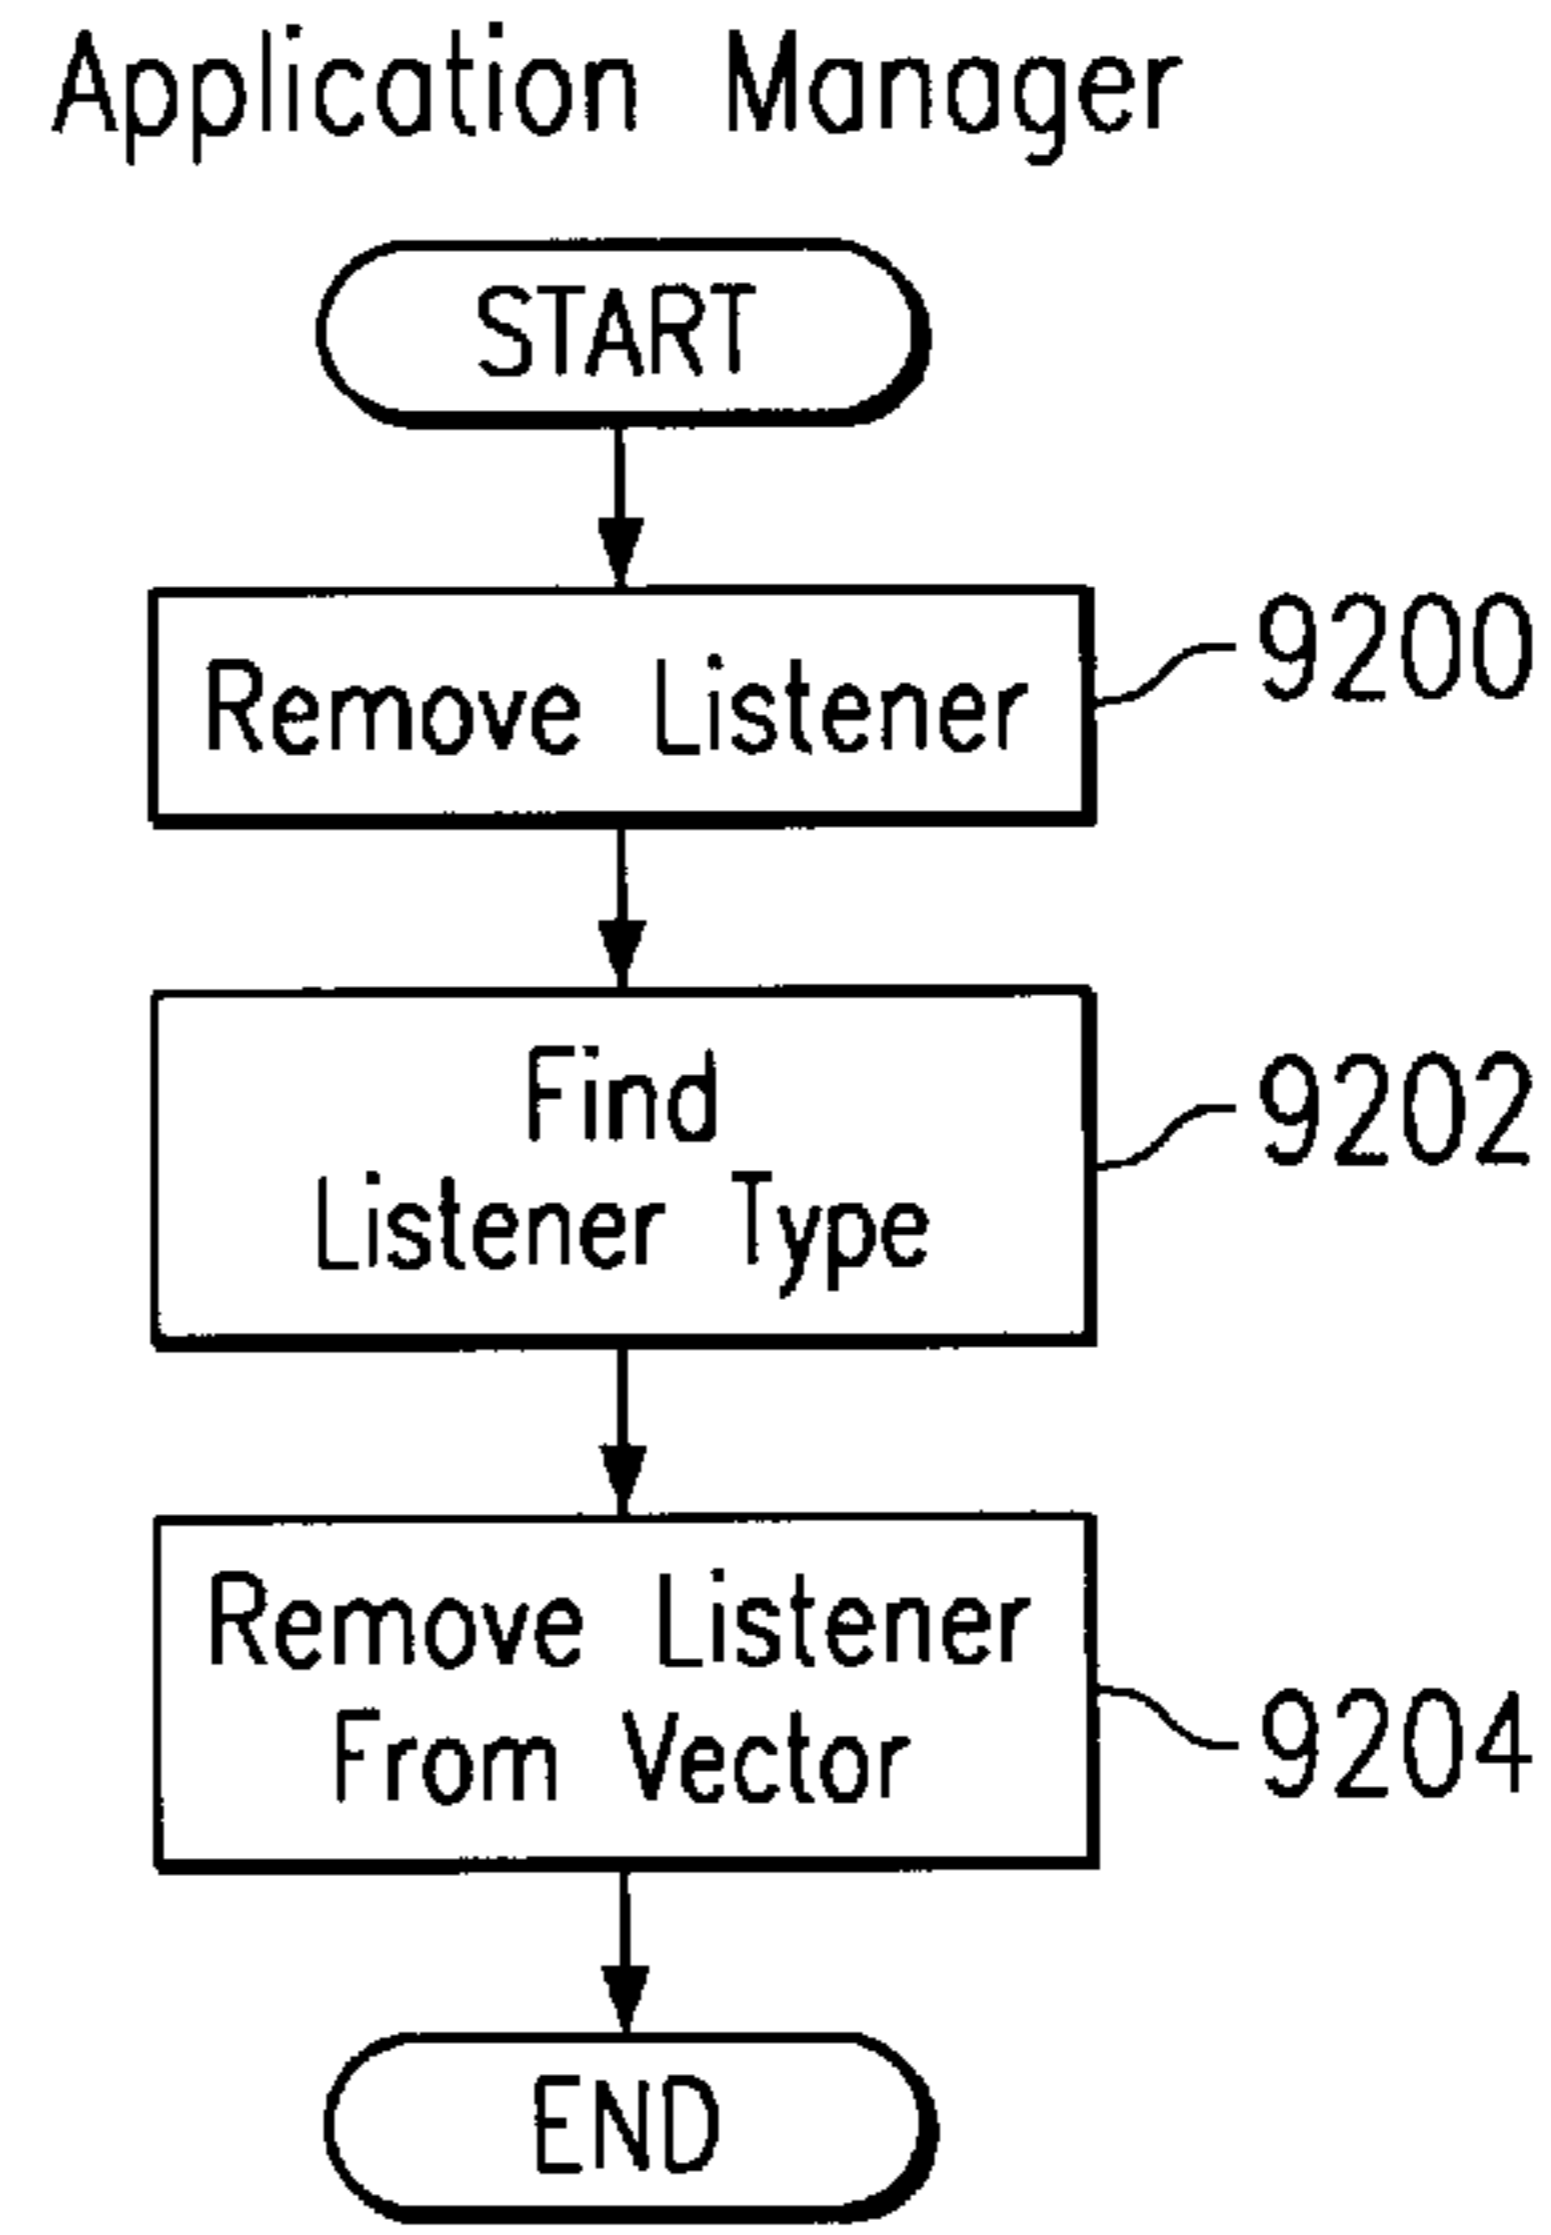 Application Manager
START
Remove Listener
9200
Find
Listener Type
9202
Remove Listener
From Vector
9204
END